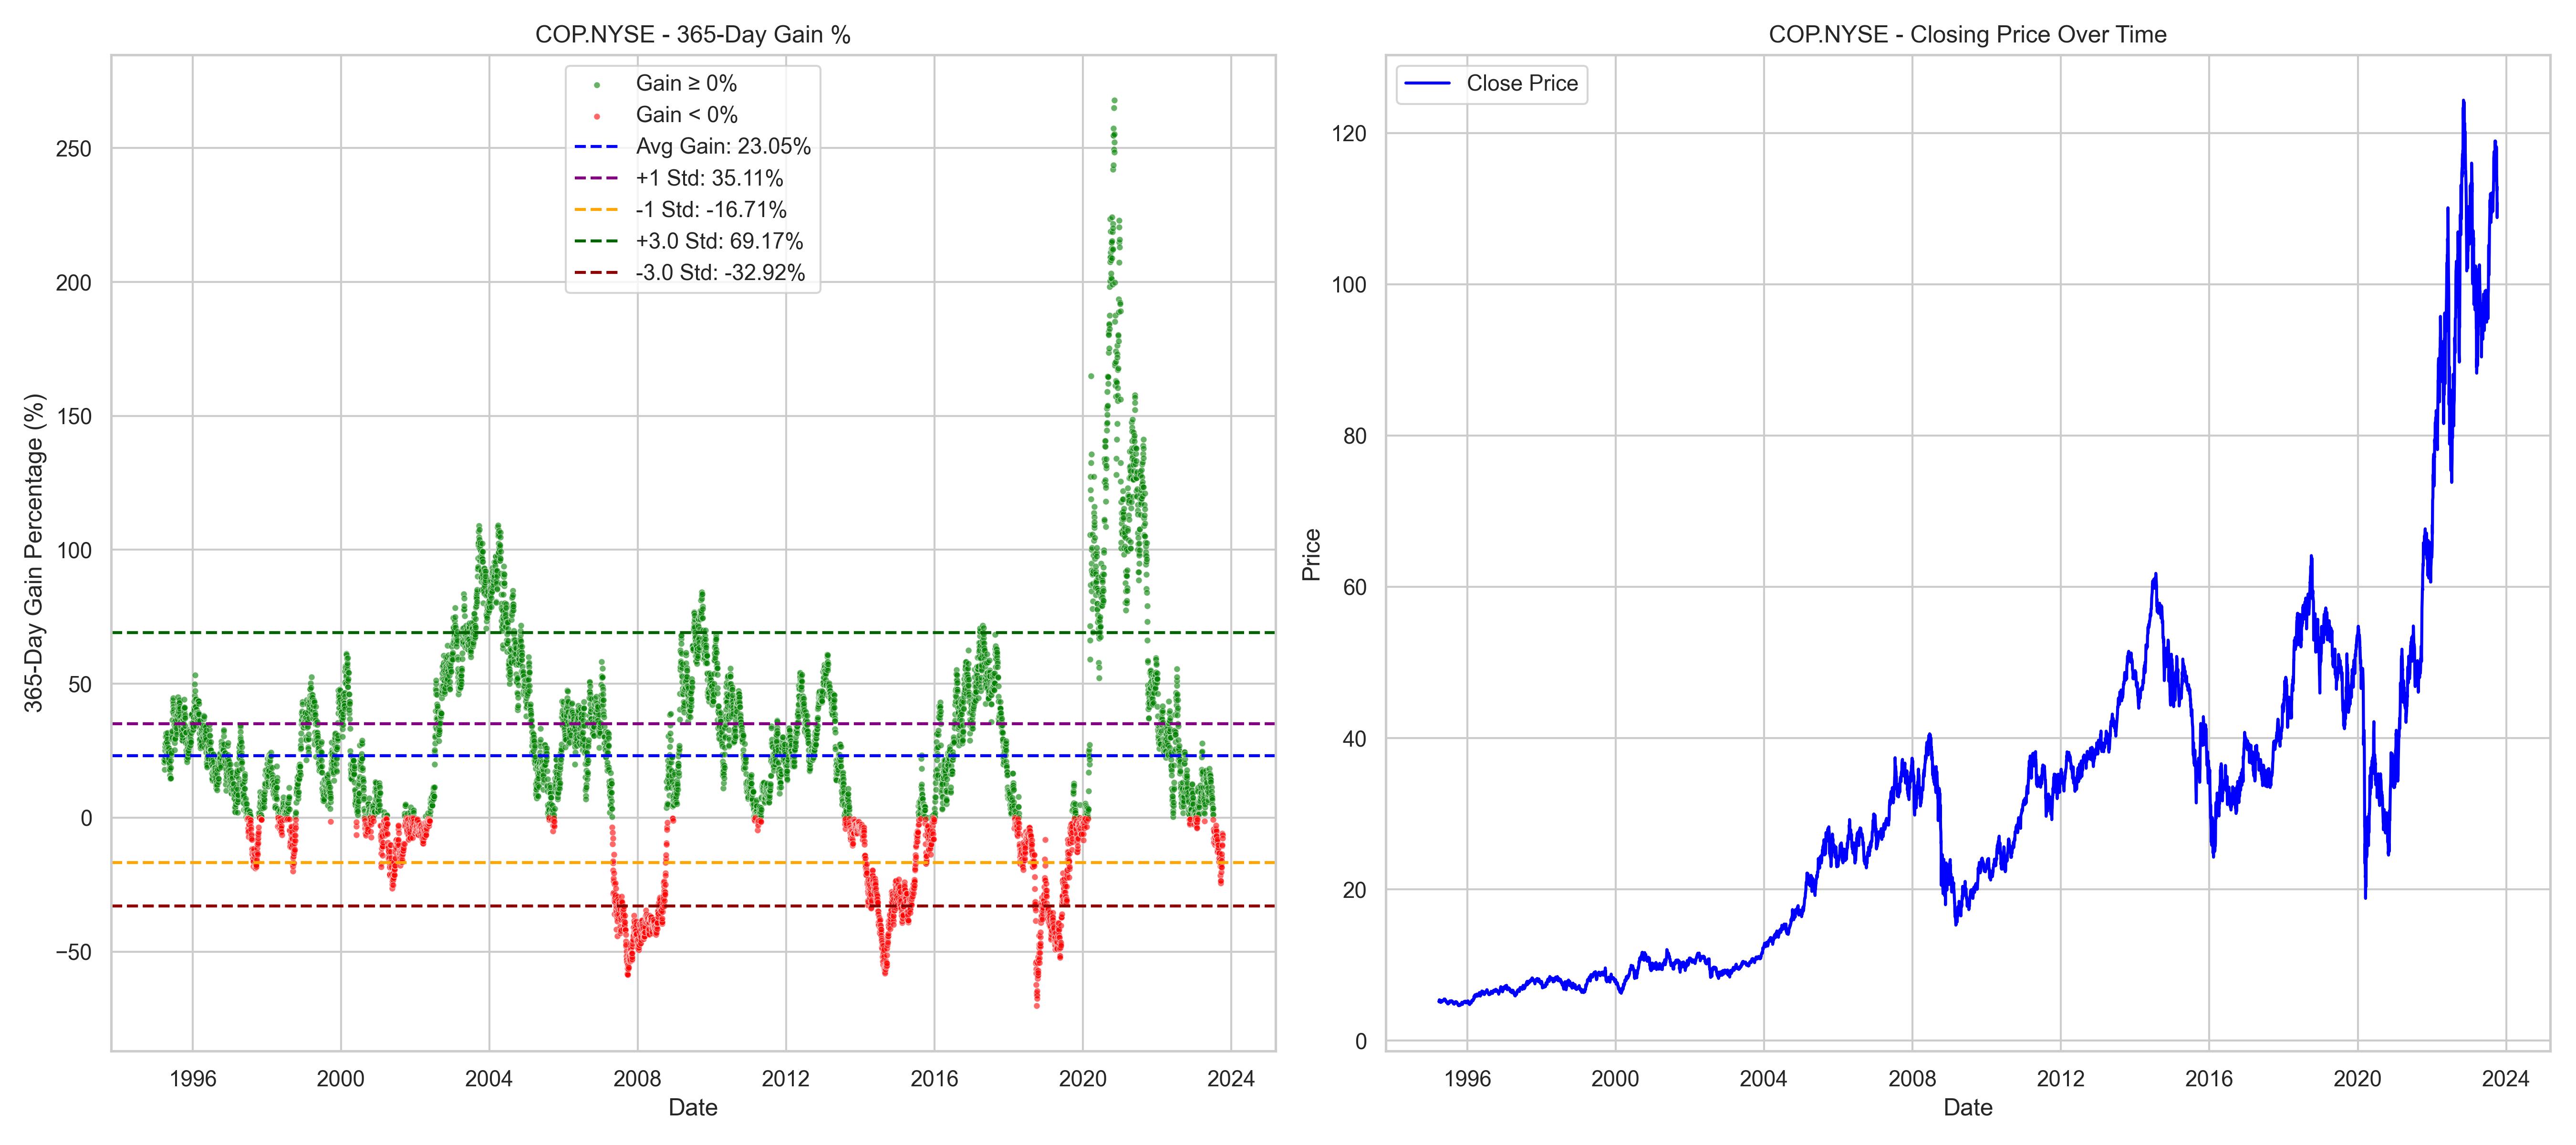 COP.NYSE - 365-Day Gain %
Gain ≥ 0%
Gain < 0%
Avg Gain: 23.05%
+1 Std: 35.11%
-1 Std: -16.71%
+3.0 Std: 69.17%
-3.0 Std: -32.92%
250
200
150
100
50
0
−50
365-Day Gain Percentage (%)
1996 2000 2004 2008 2012 2016 2020 2024
Date
COP.NYSE - Closing Price Over Time
Close Price
120
100
80
60
40
20
0
Price
1996 2000 2004 2008 2012 2016 2020 2024
Date